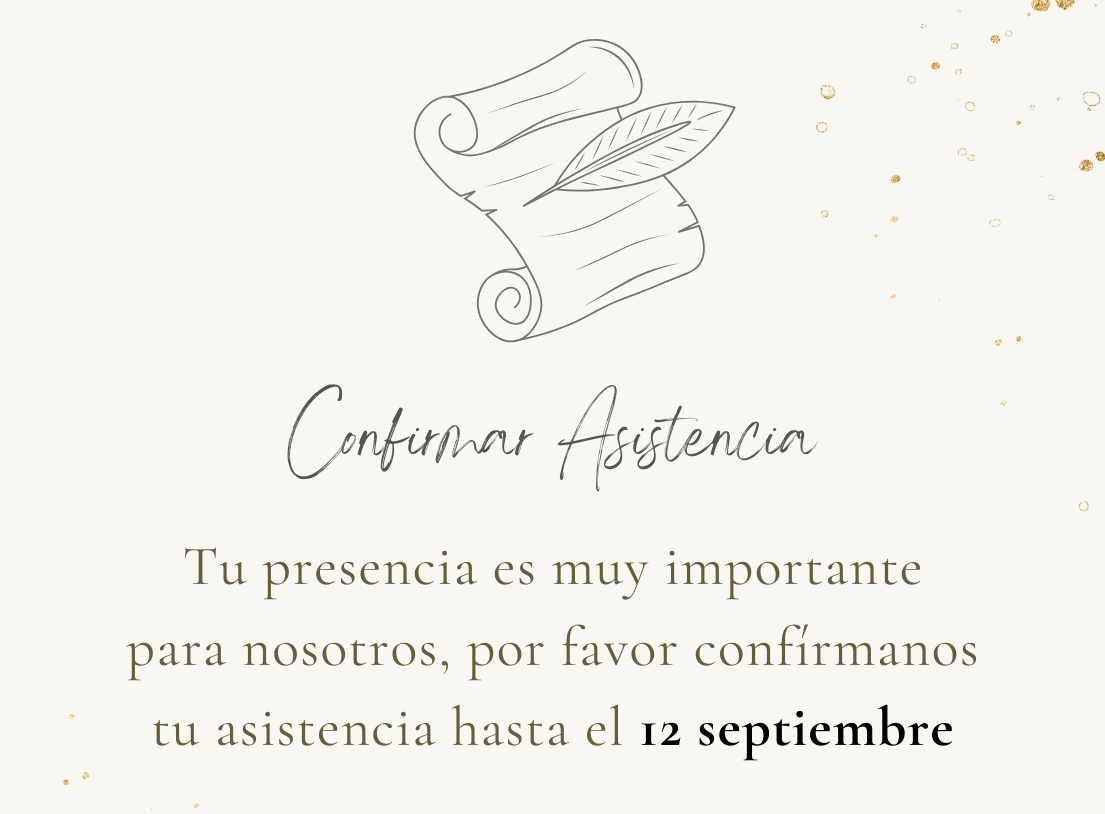 Confirmar Asistencia
Tu presencia es muy importante
para nosotros, por favor confírmanos
tu asistencia hasta el 12 septiembre